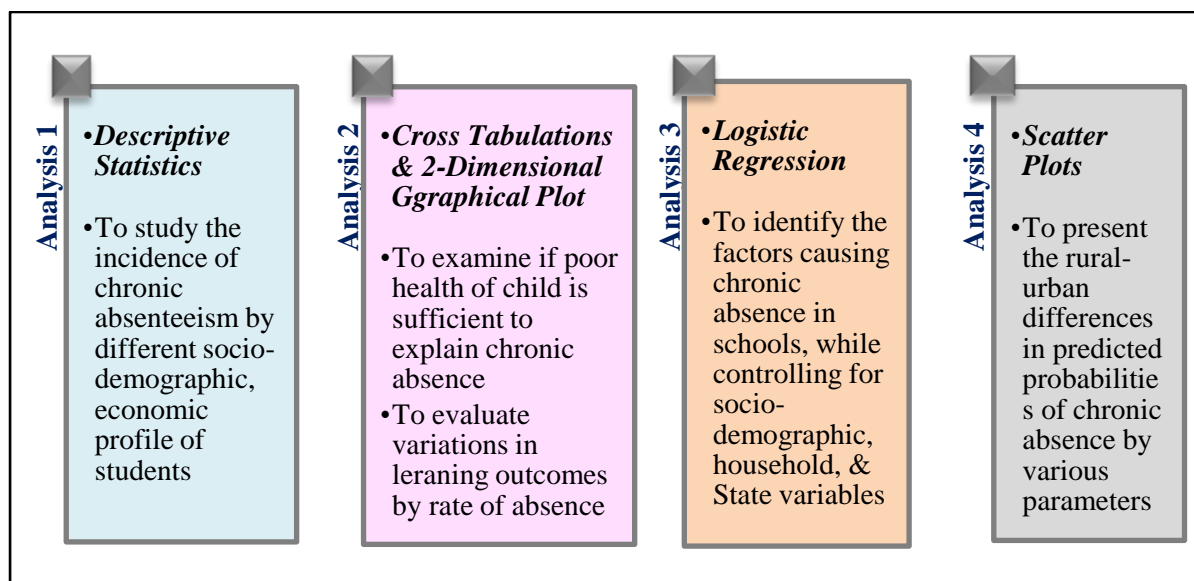 Analysis 1
•Descriptive
Statistics
•To study the
incidence of
chronic
absenteeism by
different socio-
demographic,
economic
profile of
students
Analysis 2
•Cross Tabulations
& 2-Dimensional
Ggraphical Plot
•To examine if poor
health of child is
sufficient to
explain chronic
absence
•To evaluate
variations in
leraning outcomes
by rate of absence
Analysis 3
•Logistic
Regression
•To identify the
factors causing
chronic
absence in
schools, while
controlling for
socio-
demographic,
household, &
State variables
Analysis 4
•Scatter
Plots
•To present
the rural-
urban
differences
in predicted
probabilitie
s of chronic
absence by
various
parameters